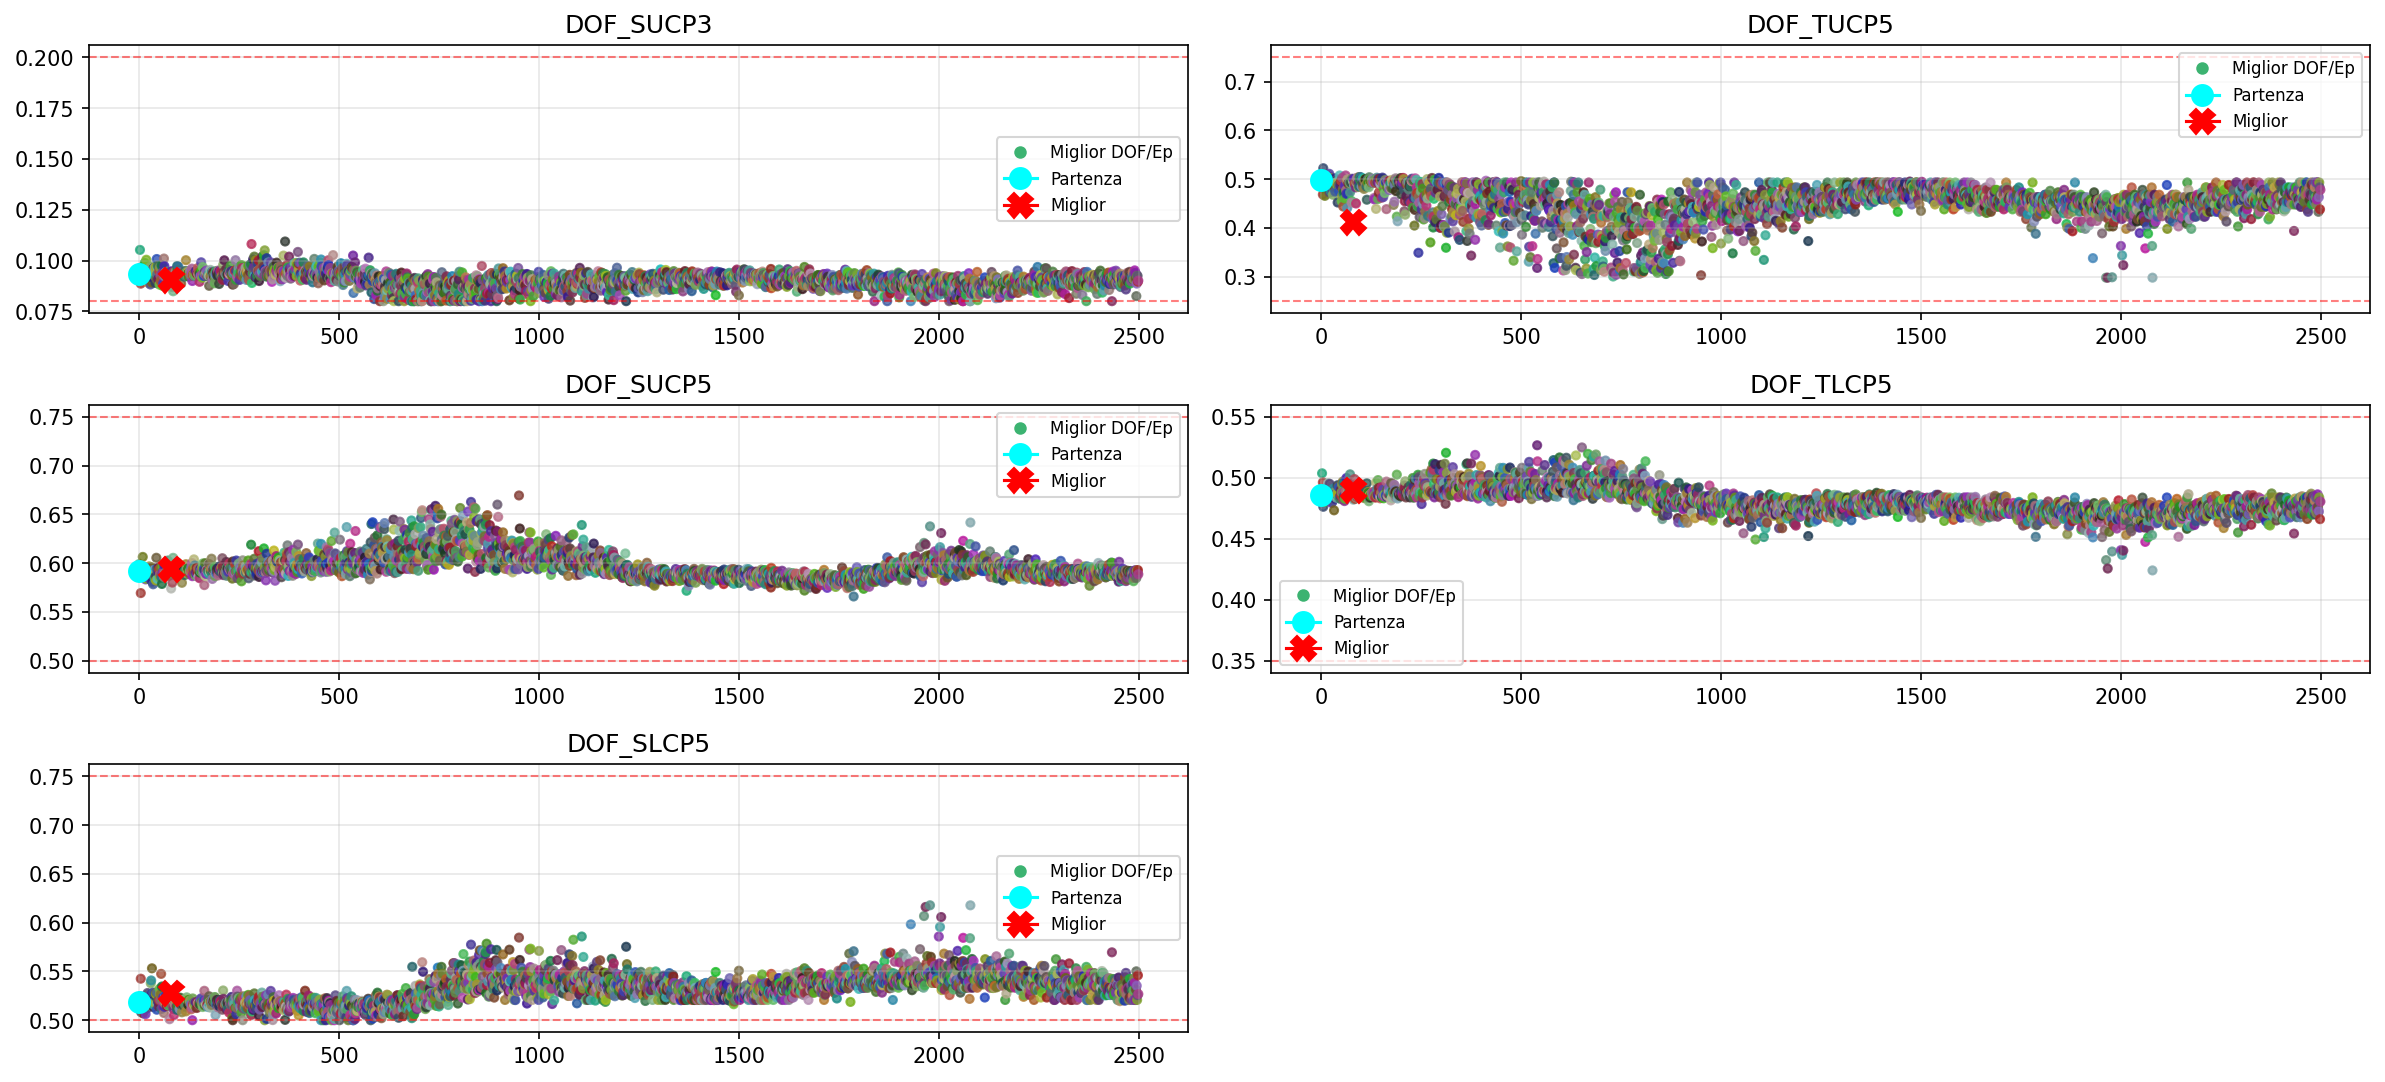 DOF_SUCP3
0.200
0.175
0.150
0.125
0.100
0.075
Miglior DOF/Ep
Partenza
Miglior
0 500 1000 1500 2000 2500
DOF_TUCP5
0.7
0.6
0.5
0.4
0.3
Miglior DOF/Ep
Partenza
Miglior
0 500 1000 1500 2000 2500
DOF_SUCP5
0.75
0.70
0.65
0.60
0.55
0.50
Miglior DOF/Ep
Partenza
Miglior
0 500 1000 1500 2000 2500
DOF_TLCP5
0.55
0.50
0.45
0.40
0.35
Miglior DOF/Ep
Partenza
Miglior
0 500 1000 1500 2000 2500
DOF_SLCP5
0.75
0.70
0.65
0.60
0.55
0.50
Miglior DOF/Ep
Partenza
Miglior
0 500 1000 1500 2000 2500